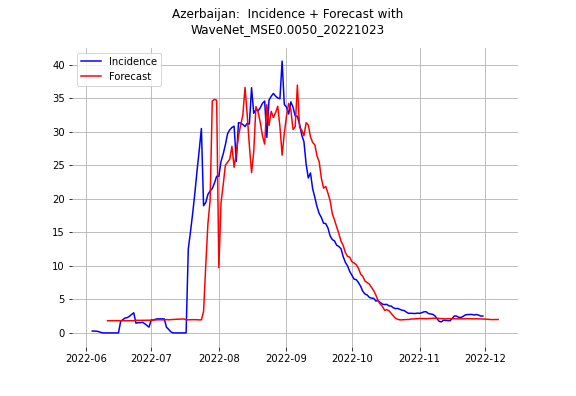 Azerbaijan:  Incidence + Forecast with
WaveNet_MSE0.0050_20221023
Incidence
Forecast
40
35
30
25
20
15
10
5
0
2022-06 2022-07 2022-08 2022-09 2022-10 2022-11 2022-12